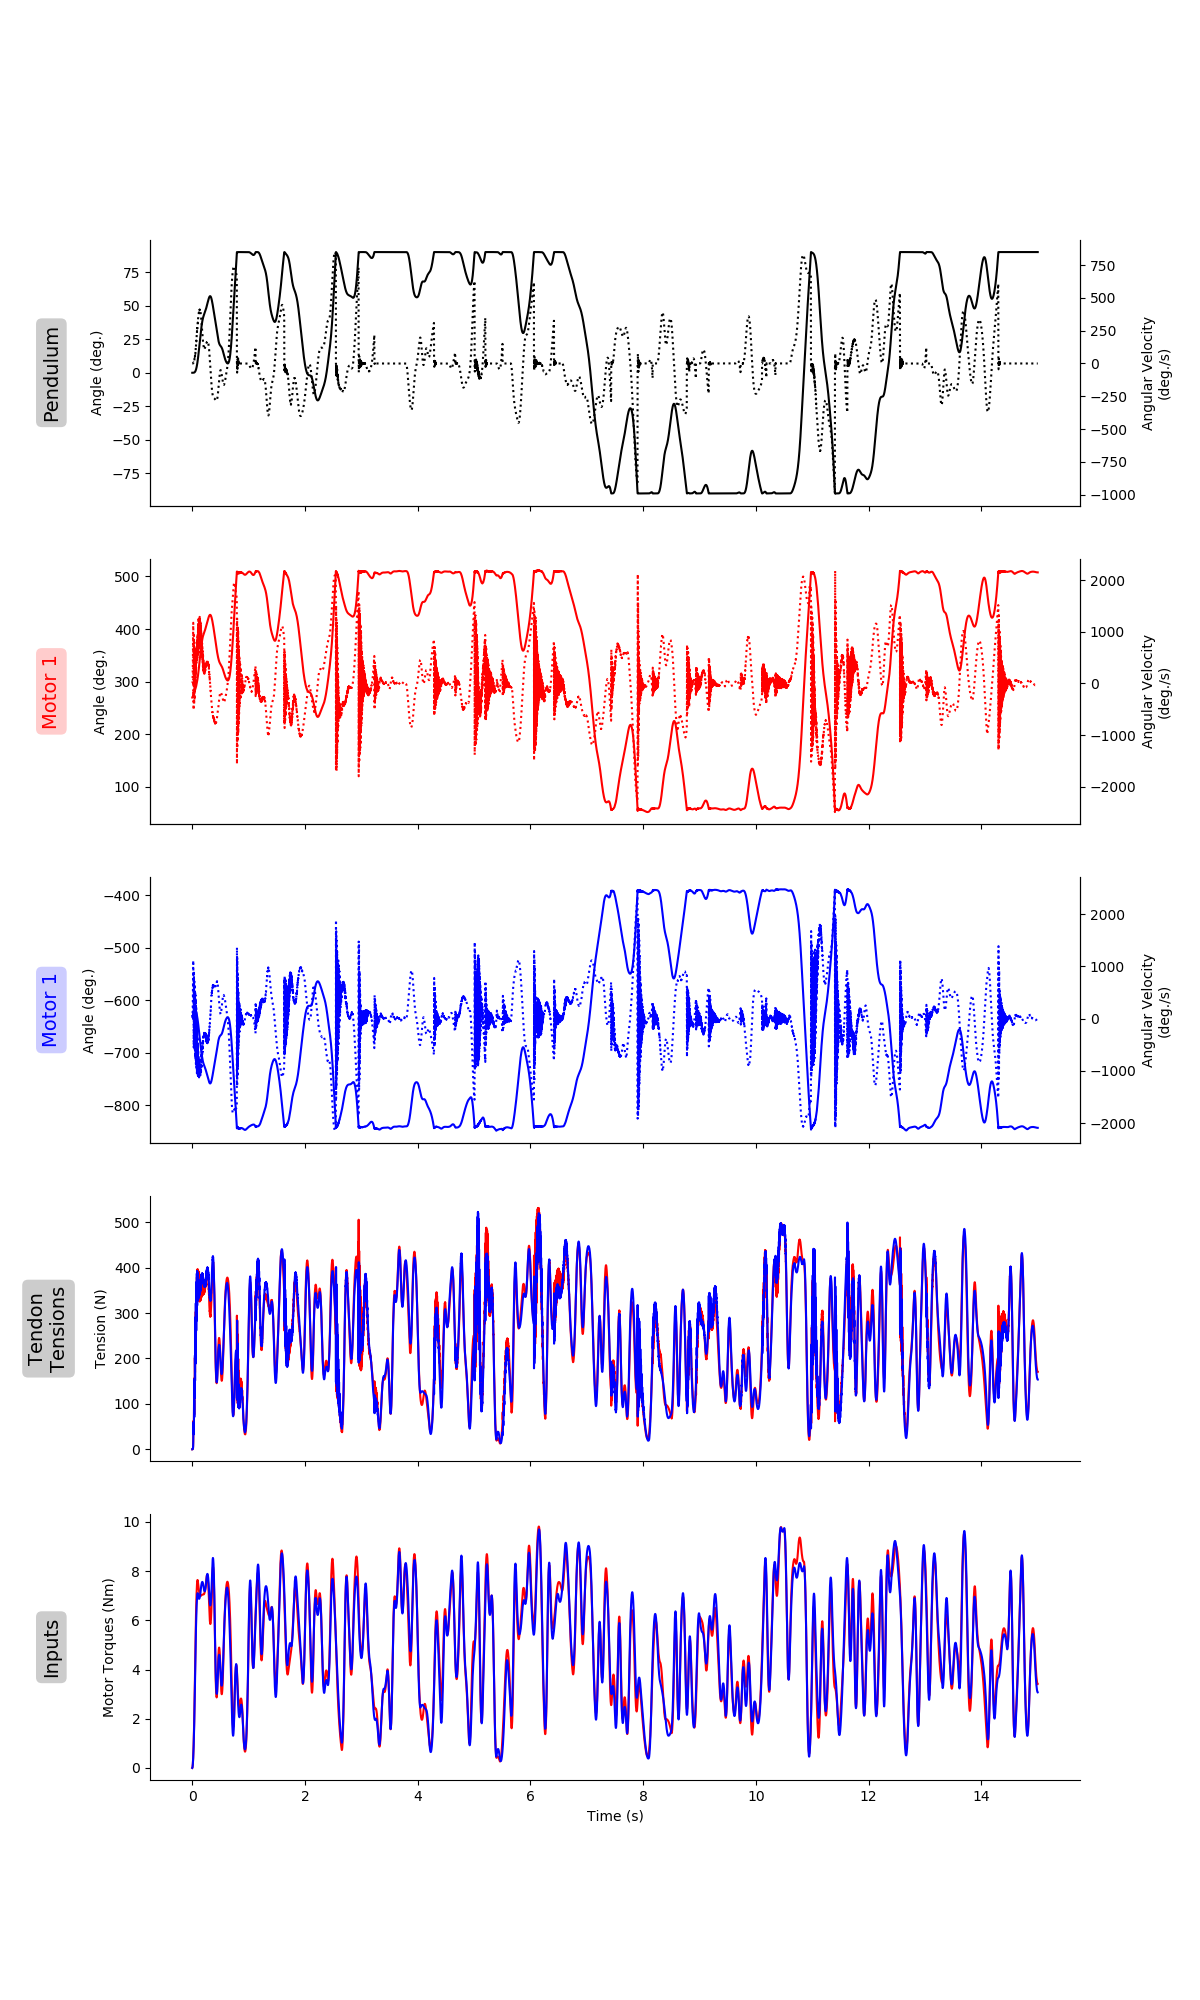 Pendulum
Angle (deg.)
75
50
25
0
−25
−50
−75
750
500
250
0
−250
−500
−750
−1000
Angular Velocity
(deg./s)
Motor 1
Angle (deg.)
500
400
300
200
100
2000
1000
0
−1000
−2000
Angular Velocity
(deg./s)
Motor 1
Angle (deg.)
−400
−500
−600
−700
−800
2000
1000
0
−1000
−2000
Angular Velocity
(deg./s)
Tendon
Tensions
Tension (N)
500
400
300
200
100
0
Inputs
Motor Torques (Nm)
10
8
6
4
2
0
0 2 4 6 8 10 12 14
Time (s)